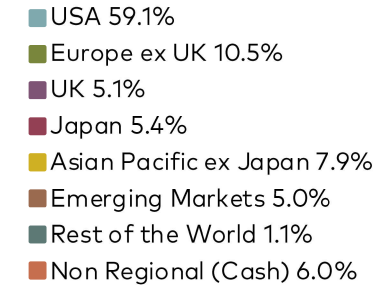 USA 59.1%
Europe ex UK 10.5%
UK 5.1%
Japan 5.4%
Asian Pacific ex Japan 7.9%
Emerging Markets 5.0%
Rest of the World 1.1%
Non Regional (Cash) 6.0%